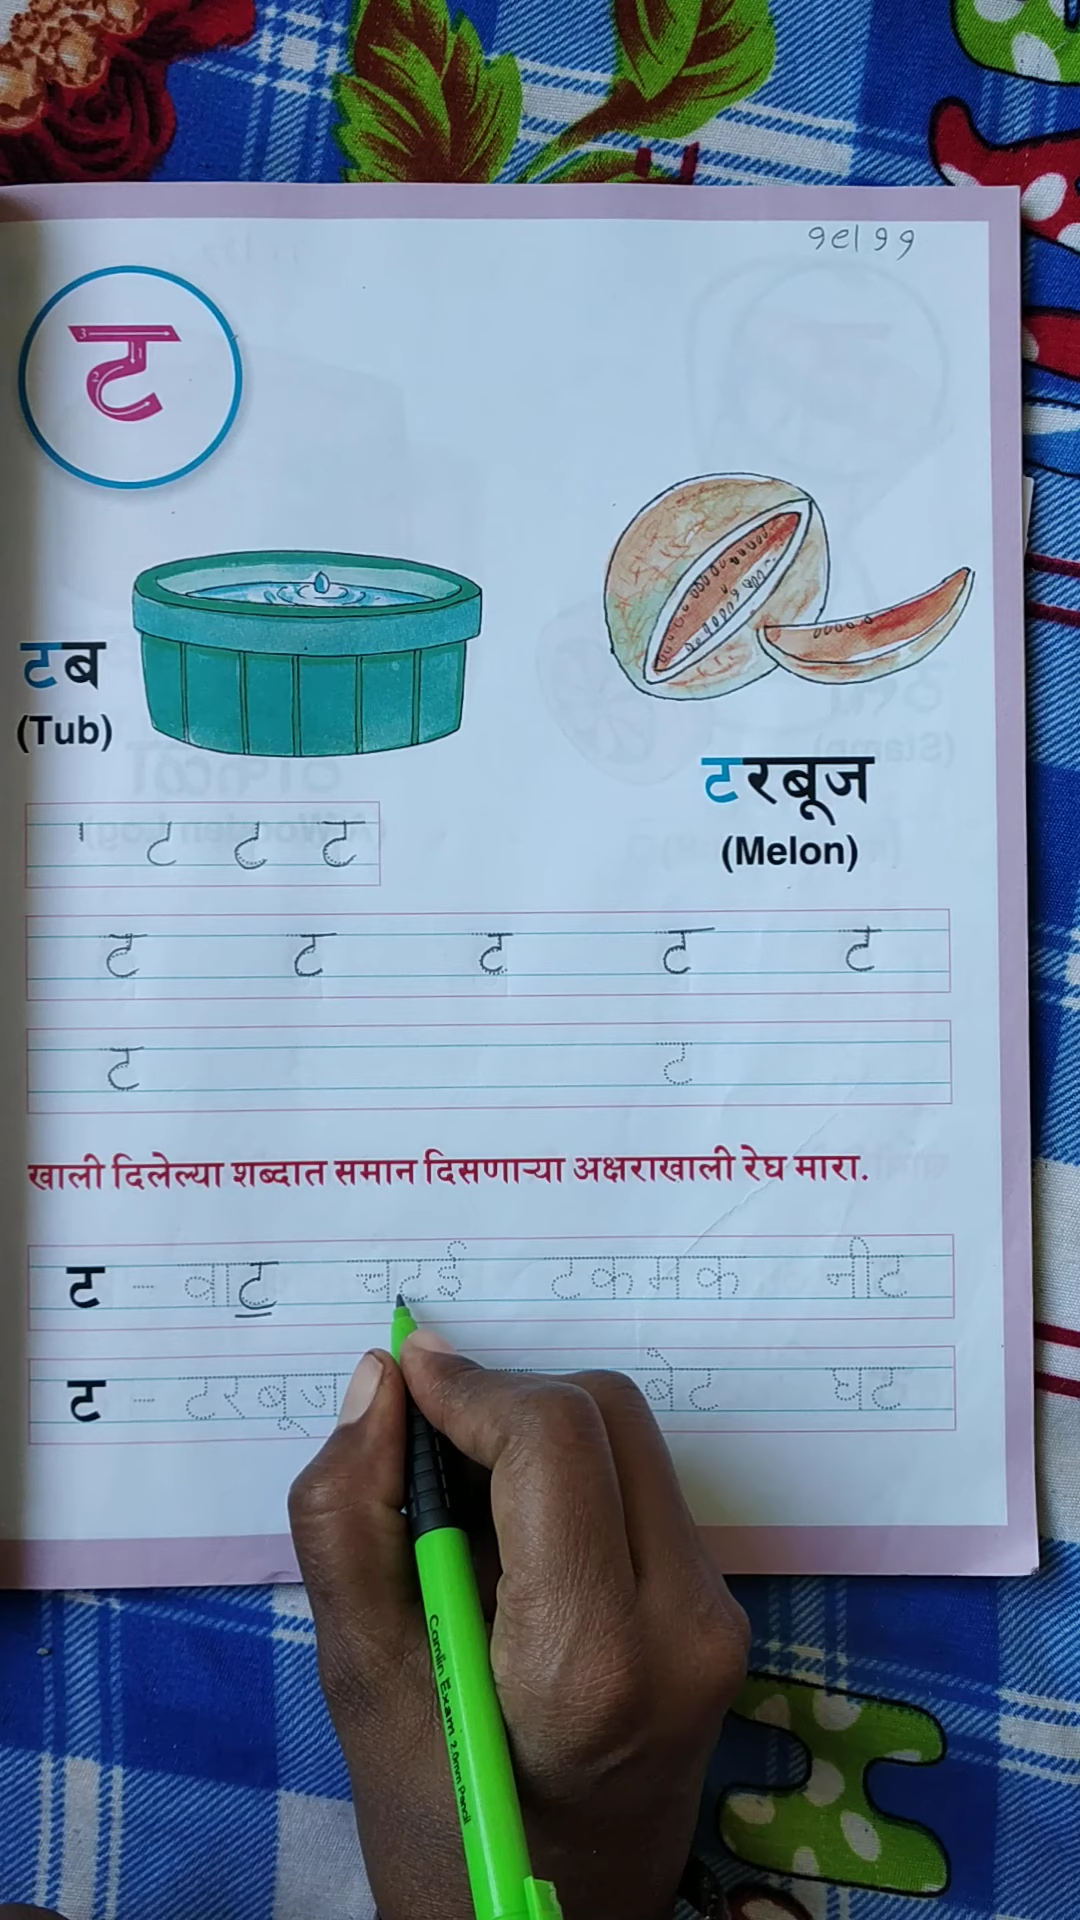 १९|११
ट
टब
(Tub)
टरबूज
(Melon)
ट ट ट
ट ट ट ट ट
ट ट
खाली दिलेल्या शब्दात समान दिसणाऱ्या अक्षराखाली रेघ मारा.
ट - वाट चटई टकमक नीट
ट - टरबूज बेट घट
Camlin Exam 2.0mm Pencil